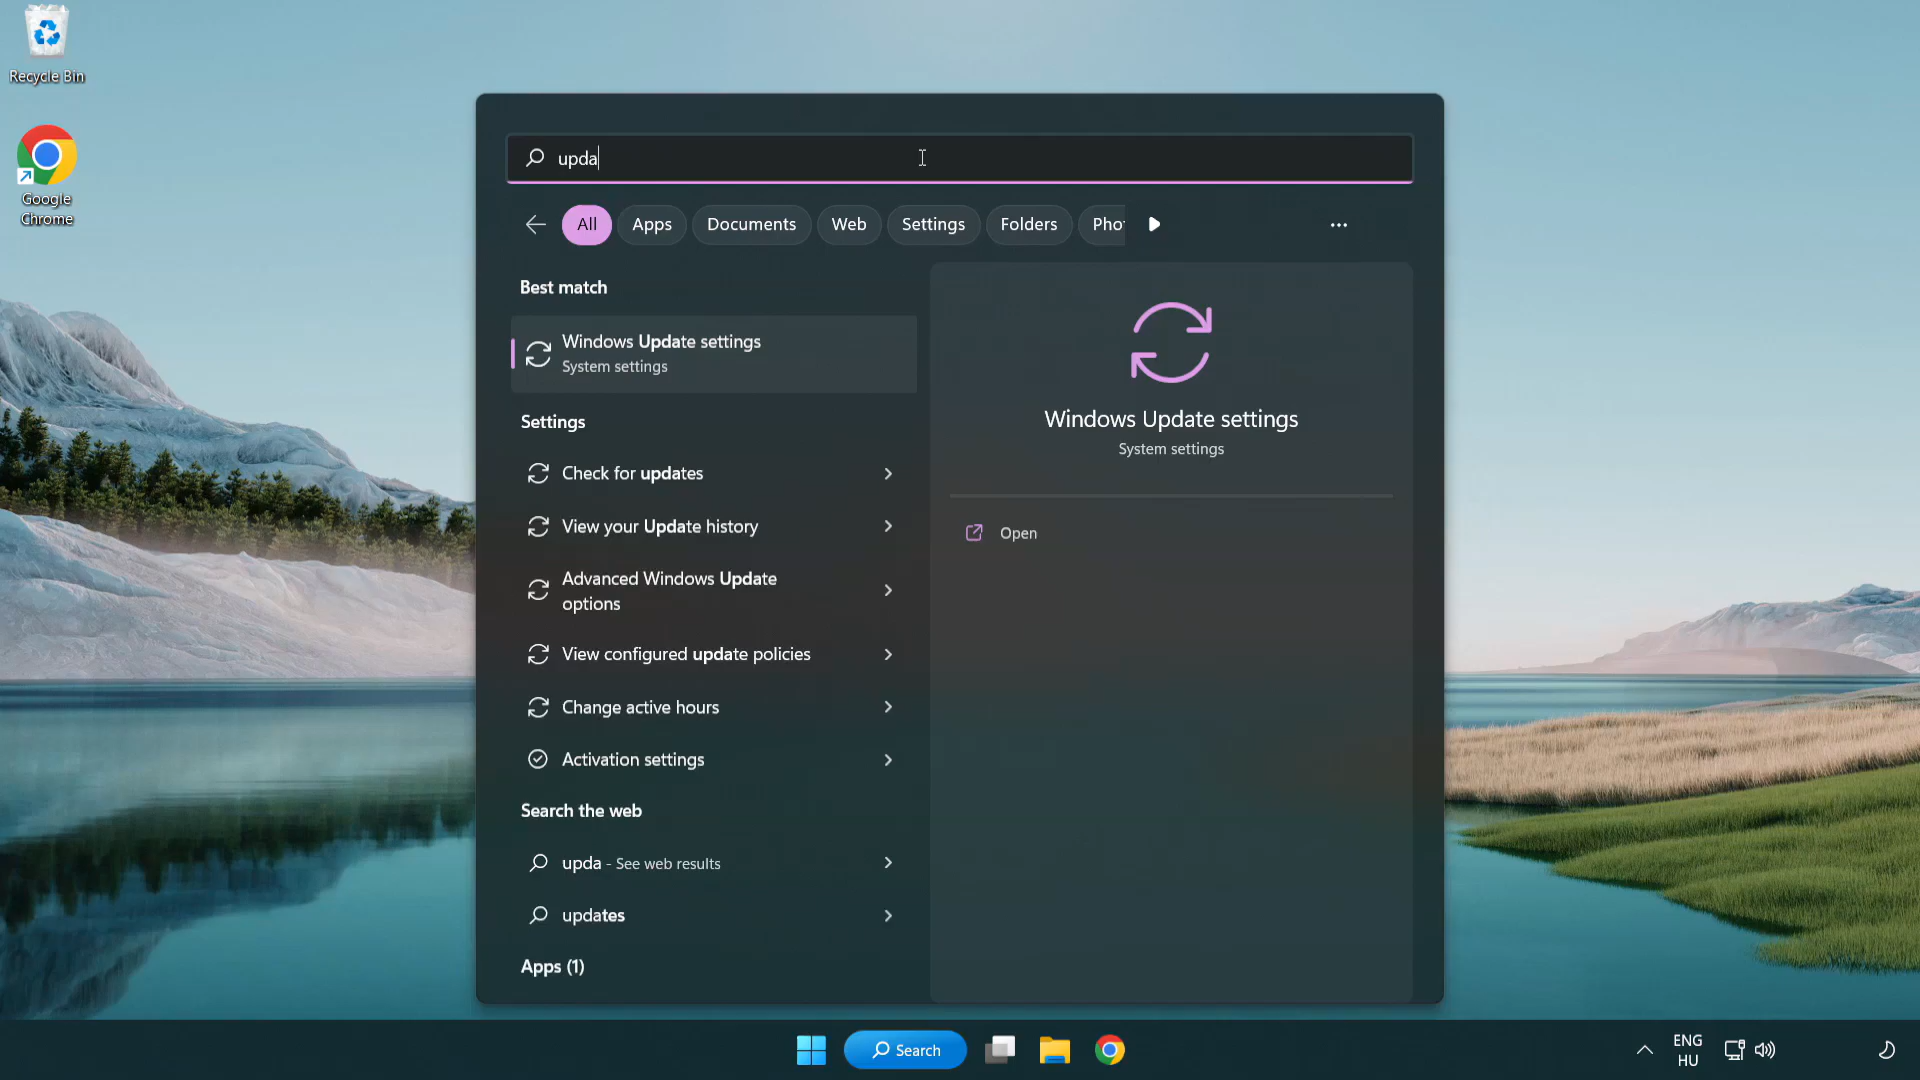 Recycle Bin
Google
Chrome
upda
All
Apps
Documents
Web
Settings
Folders
Phot
Best match
Windows Update settings
System settings
Settings
Check for updates
View your Update history
Advanced Windows Update
options
View configured update policies
Change active hours
Activation settings
Search the web
upda - See web results
updates
Apps (1)
Windows Update settings
System settings
Open
Search
ENG
HU